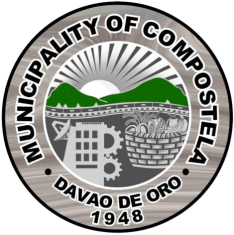 MUNICIPALITY OF COMPOSTELA
DAVAO DE ORO
1948